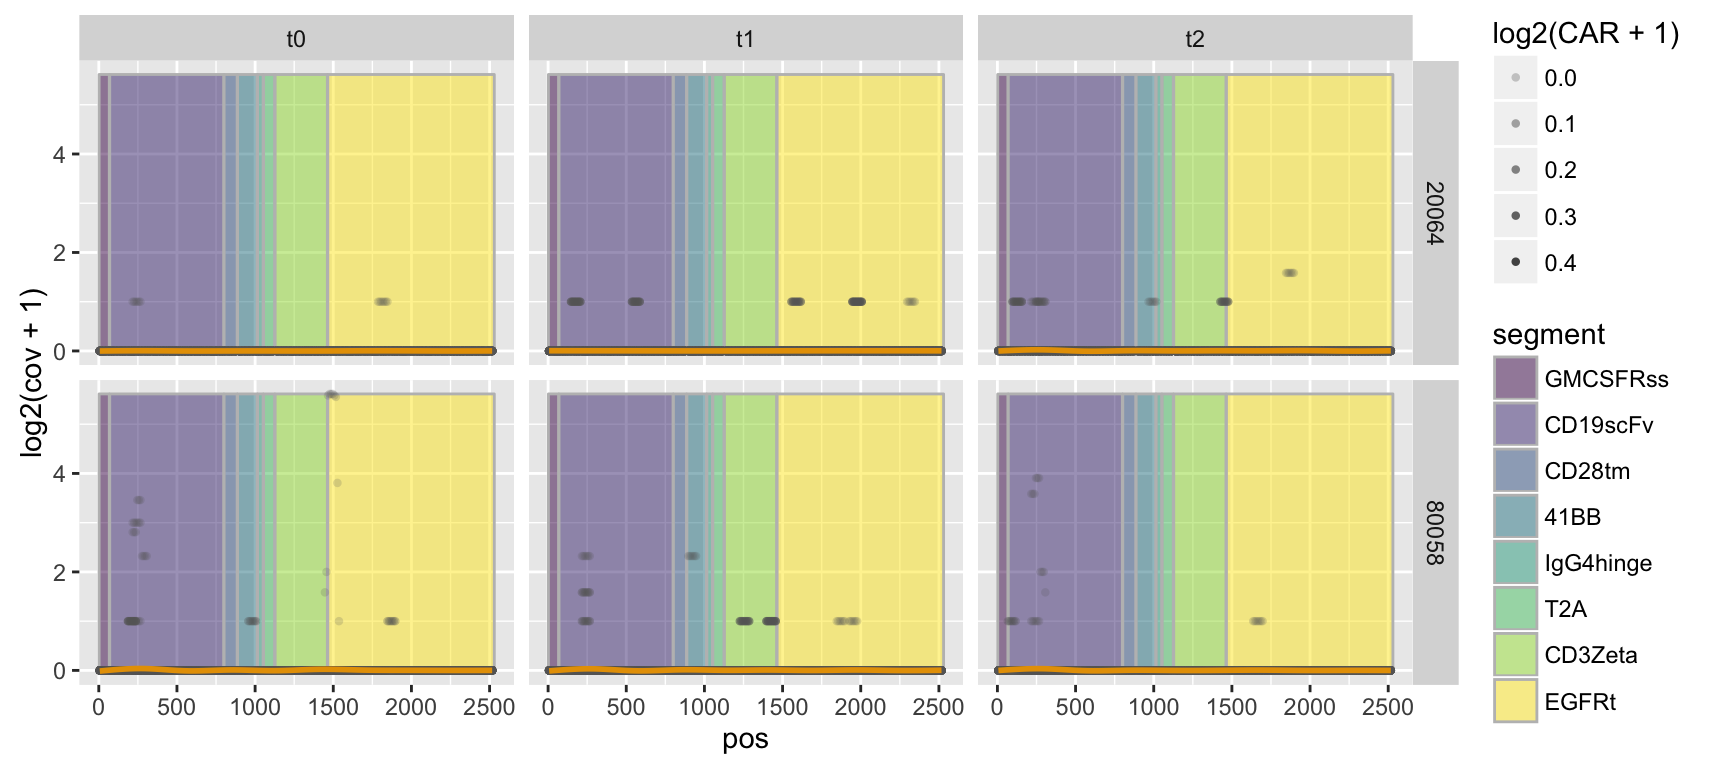 t0
t1
t2
log2(cov + 1)
4
2
0
20064
4
2
0
80058
0
500
1000
1500
2000
2500
0
500
1000
1500
2000
2500
0
500
1000
1500
2000
2500
pos
log2(CAR + 1)
0.0
0.1
0.2
0.3
0.4
segment
GMCSFRss
CD19scFv
CD28tm
41BB
IgG4hinge
T2A
CD3Zeta
EGFRt